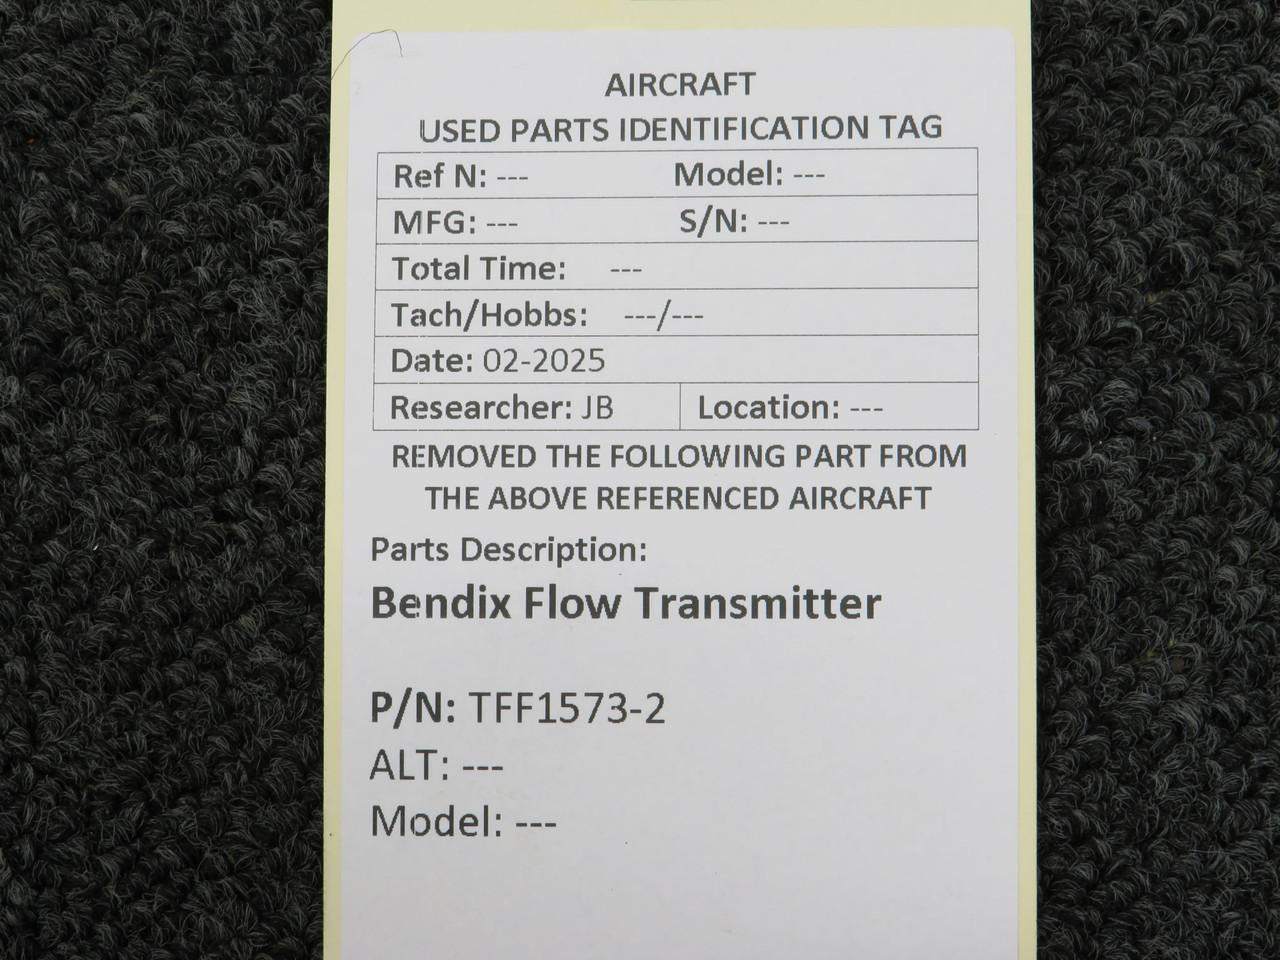 AIRCRAFT
USED PARTS IDENTIFICATION TAG
Ref N: --- Model: ---
MFG: --- S/N: ---
Total Time: ---
Tach/Hobbs: ---/---
Date: 02-2025
Researcher: JB Location: ---
REMOVED THE FOLLOWING PART FROM
THE ABOVE REFERENCED AIRCRAFT
Parts Description:
Bendix Flow Transmitter
P/N: TFF1573-2
ALT: ---
Model: ---